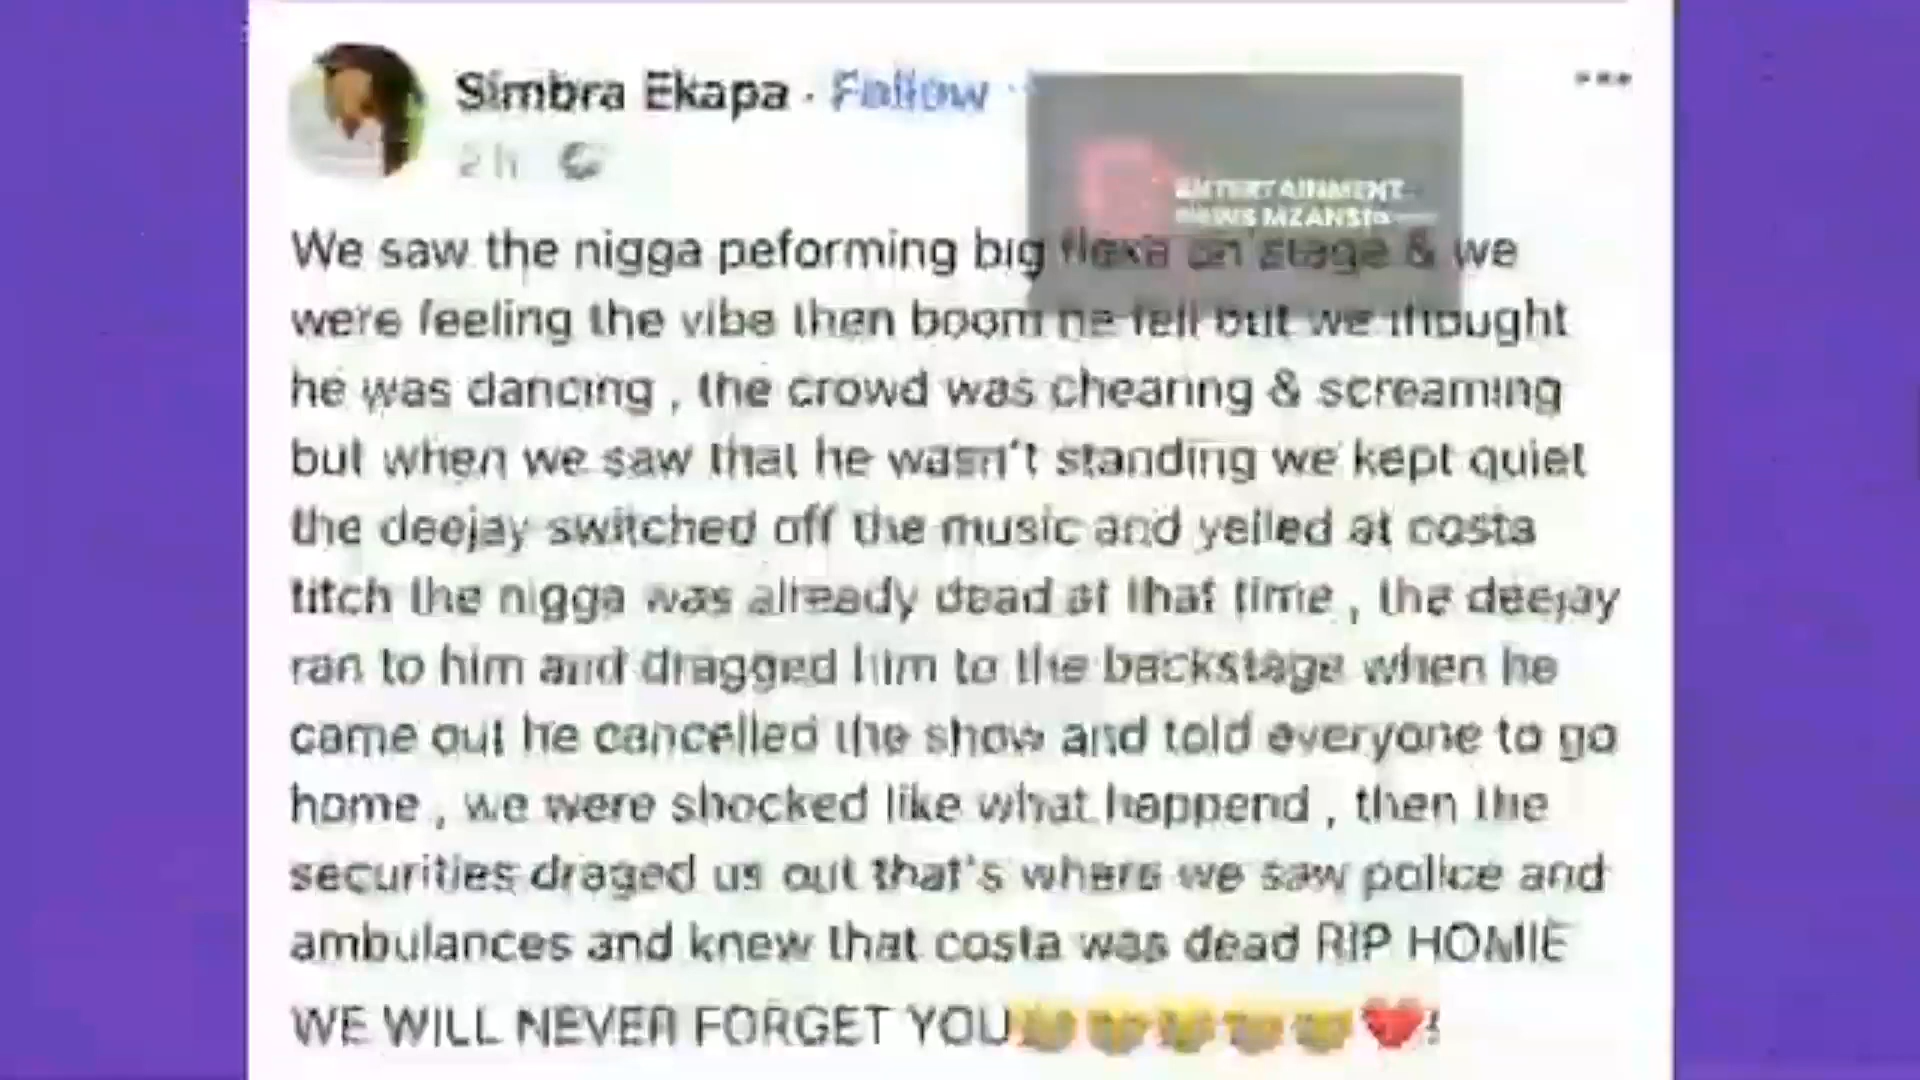 Simbra Ekapa · Follow
2 h
ENTERTAINMENT
NEWS MZANSI
We saw the nigga peforming big flexa on stage & we
were feeling the vibe then boom he fell but we thought
he was dancing , the crowd was chearing & screaming
but when we saw that he wasn't standing we kept quiet
the deejay switched off the music and yelled at costa
titch the nigga was already dead at that time , the deejay
ran to him and dragged him to the backstage when he
came out he cancelled the show and told everyone to go
home , we were shocked like what happend , then the
securities draged us out that's where we saw police and
ambulances and knew that costa was dead RIP HOMIE
WE WILL NEVER FORGET YOU